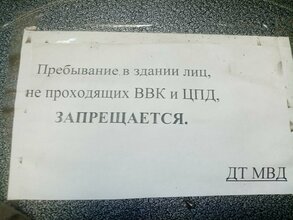 Пребывание в здании лиц,
не проходящих ВВК и ЦПД,
ЗАПРЕЩАЕТСЯ.
ДТ МВД